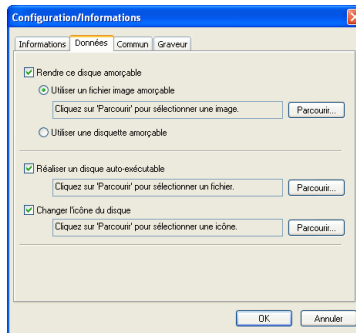 Configuration/Informations
Informations Données Commun Graveur
Rendre ce disque amorçable
Utiliser un fichier image amorçable
Cliquez sur 'Parcourir' pour sélectionner une image. Parcourir...
Utiliser une disquette amorçable
Réaliser un disque auto-exécutable
Cliquez sur 'Parcourir' pour sélectionner un fichier. Parcourir...
Changer l'icône du disque
Cliquez sur 'Parcourir' pour sélectionner une icône. Parcourir...
OK Annuler